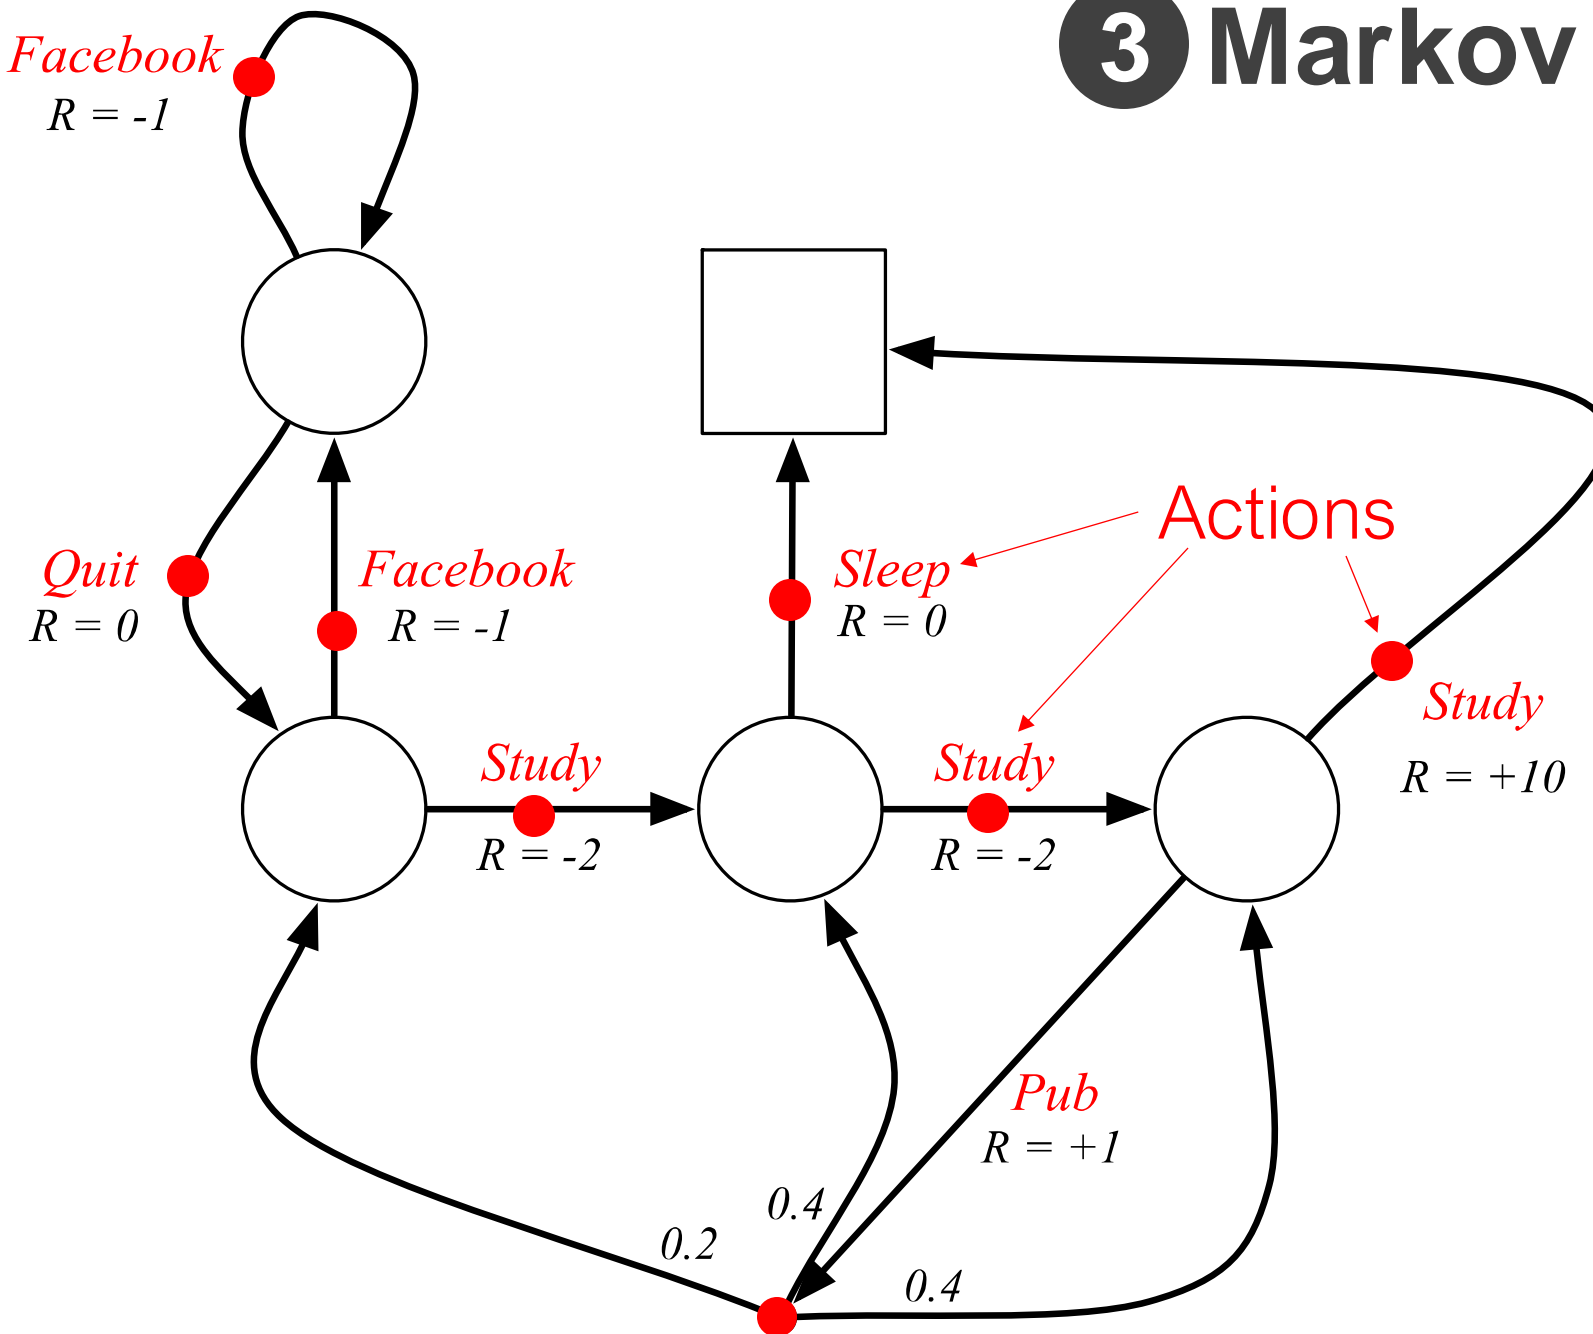 3 Markov
Facebook
R = -1
Actions
Quit
R = 0
Facebook
R = -1
Sleep
R = 0
Study
R = +10
Study
R = -2
Study
R = -2
Pub
R = +1
0.4
0.2
0.4